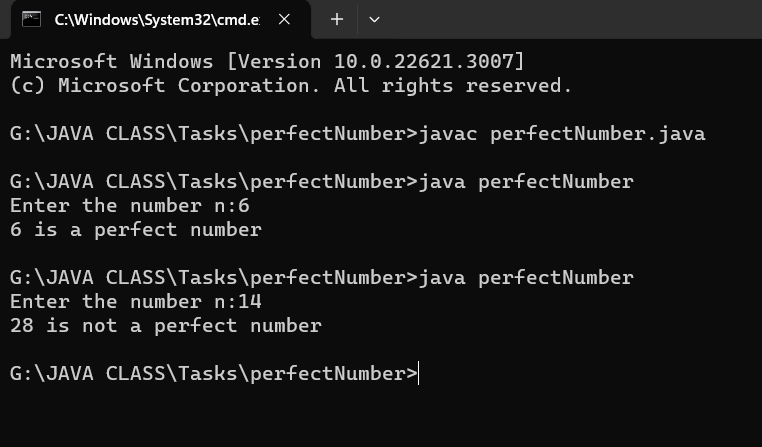 C:\Windows\System32\cmd.e
Microsoft Windows [Version 10.0.22621.3007]
(c) Microsoft Corporation. All rights reserved.
G:\JAVA CLASS\Tasks\perfectNumber>javac perfectNumber.java
G:\JAVA CLASS\Tasks\perfectNumber>java perfectNumber
Enter the number n:6
6 is a perfect number
G:\JAVA CLASS\Tasks\perfectNumber>java perfectNumber
Enter the number n:14
28 is not a perfect number
G:\JAVA CLASS\Tasks\perfectNumber>